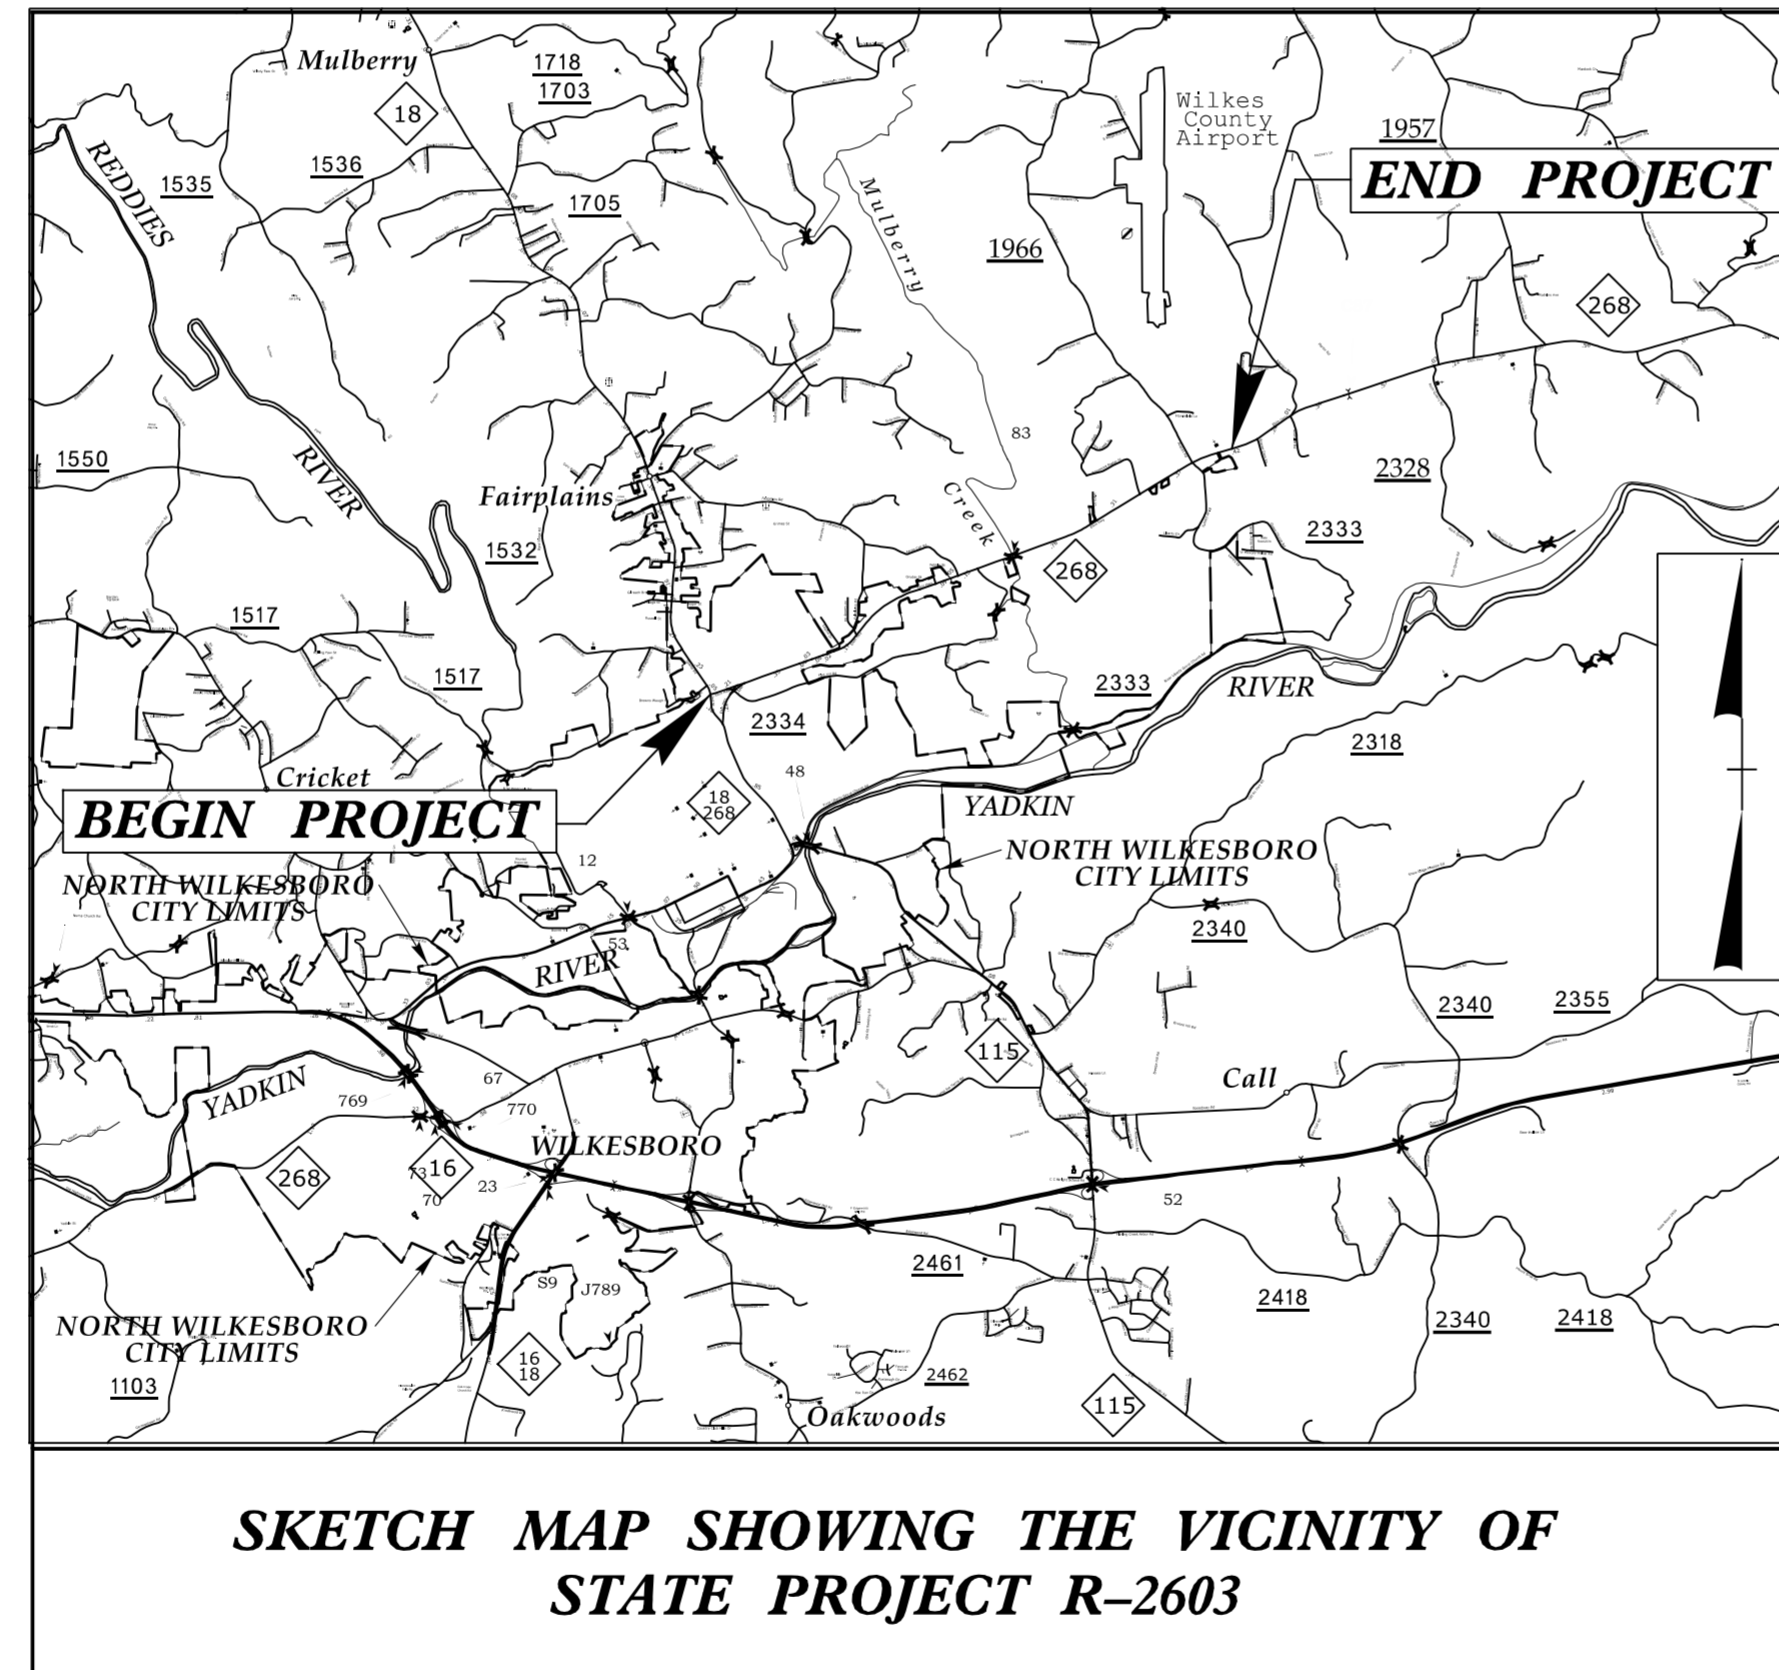 Mulberry
18
1718
1703
Wilkes
County
Airport
1957
REDDIES
1535
1536
1705
Mulberry
1966
END PROJECT
268
83
1550
RIVER
Fairplains
Creek
2328
1532
2333
268
1517
1517
2333
RIVER
2334
2318
Cricket
48
18
268
YADKIN
BEGIN PROJECT
12
NORTH WILKESBORO
CITY LIMITS
NORTH WILKESBORO
CITY LIMITS
2340
53
RIVER
2340
2355
115
Call
67
YADKIN
769
770
WILKESBORO
268
73
16
70
23
52
2461
S9
J789
2418
2340
2418
NORTH WILKESBORO
CITY LIMITS
16
18
1103
2462
115
Oakwoods
SKETCH MAP SHOWING THE VICINITY OF
STATE PROJECT R–2603